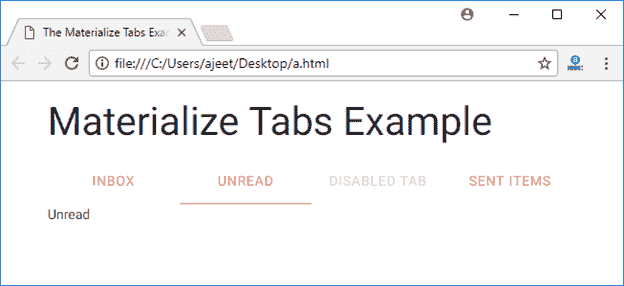 The Materialize Tabs Exa
file:///C:/Users/ajeet/Desktop/a.html
Materialize Tabs Example
INBOX UNREAD DISABLED TAB SENT ITEMS
Unread